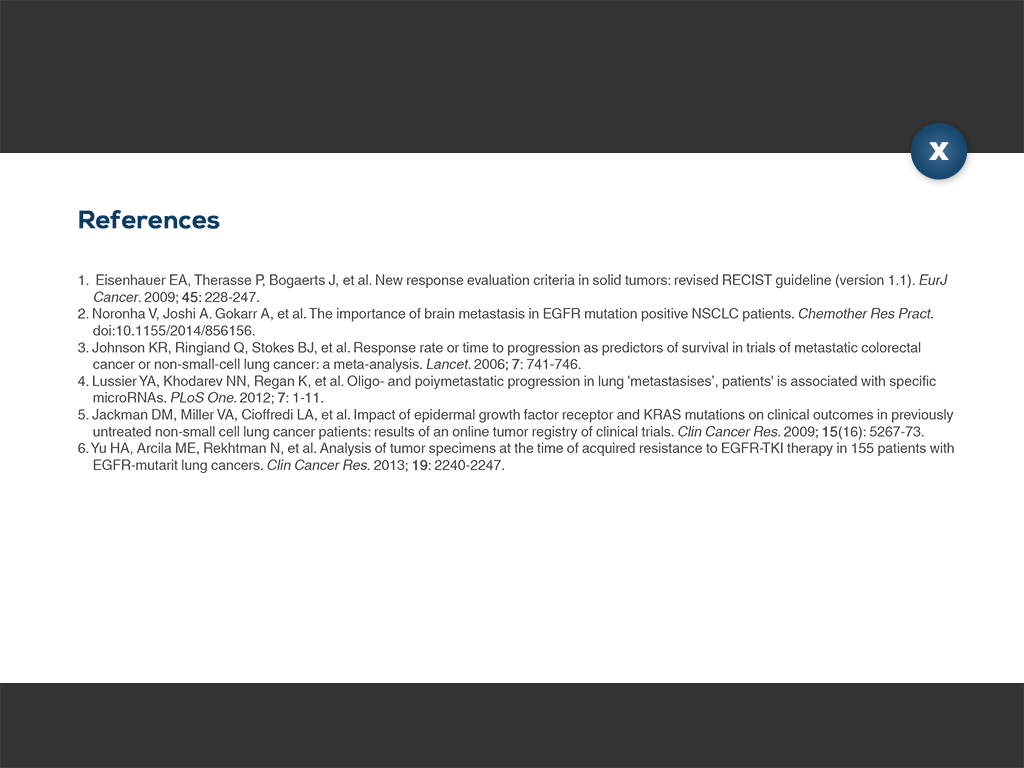 X
References
1. Eisenhauer EA, Therasse P, Bogaerts J, et al. New response evaluation criteria in solid tumors: revised RECIST guideline (version 1.1). EurJ
Cancer. 2009; 45: 228-247.
2. Noronha V, Joshi A. Gokarr A, et al. The importance of brain metastasis in EGFR mutation positive NSCLC patients. Chemother Res Pract.
doi:10.1155/2014/856156.
3. Johnson KR, Ringiand Q, Stokes BJ, et al. Response rate or time to progression as predictors of survival in trials of metastatic colorectal
cancer or non-small-cell lung cancer: a meta-analysis. Lancet. 2006; 7: 741-746.
4. Lussier YA, Khodarev NN, Regan K, et al. Oligo- and poiymetastatic progression in lung 'metastasises', patients' is associated with specific
microRNAs. PLoS One. 2012; 7: 1-11.
5. Jackman DM, Miller VA, Cioffredi LA, et al. Impact of epidermal growth factor receptor and KRAS mutations on clinical outcomes in previously
untreated non-small cell lung cancer patients: results of an online tumor registry of clinical trials. Clin Cancer Res. 2009; 15(16): 5267-73.
6. Yu HA, Arcila ME, Rekhtman N, et al. Analysis of tumor specimens at the time of acquired resistance to EGFR-TKI therapy in 155 patients with
EGFR-mutarit lung cancers. Clin Cancer Res. 2013; 19: 2240-2247.